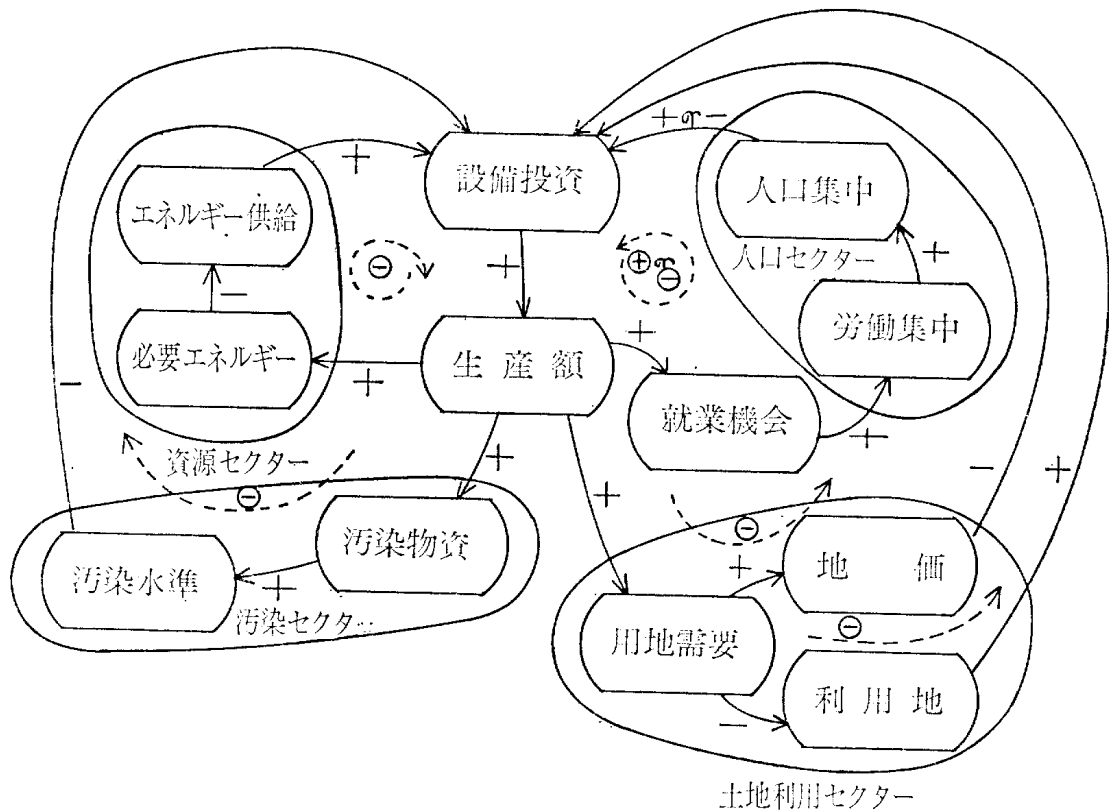 設備投資
+ or -
人口集中
+
エネルギー供給
人口セクター
+
-
⊖
+
⊕ or ⊖
労働集中
必要エネルギー
+
生産額
+
就業機会
+
-
資源セクター
⊖
+
+
⊖
-
+
汚染物資
汚染水準
+
汚染セクター
+
地価
⊖
用地需要
-
利用地
土地利用セクター